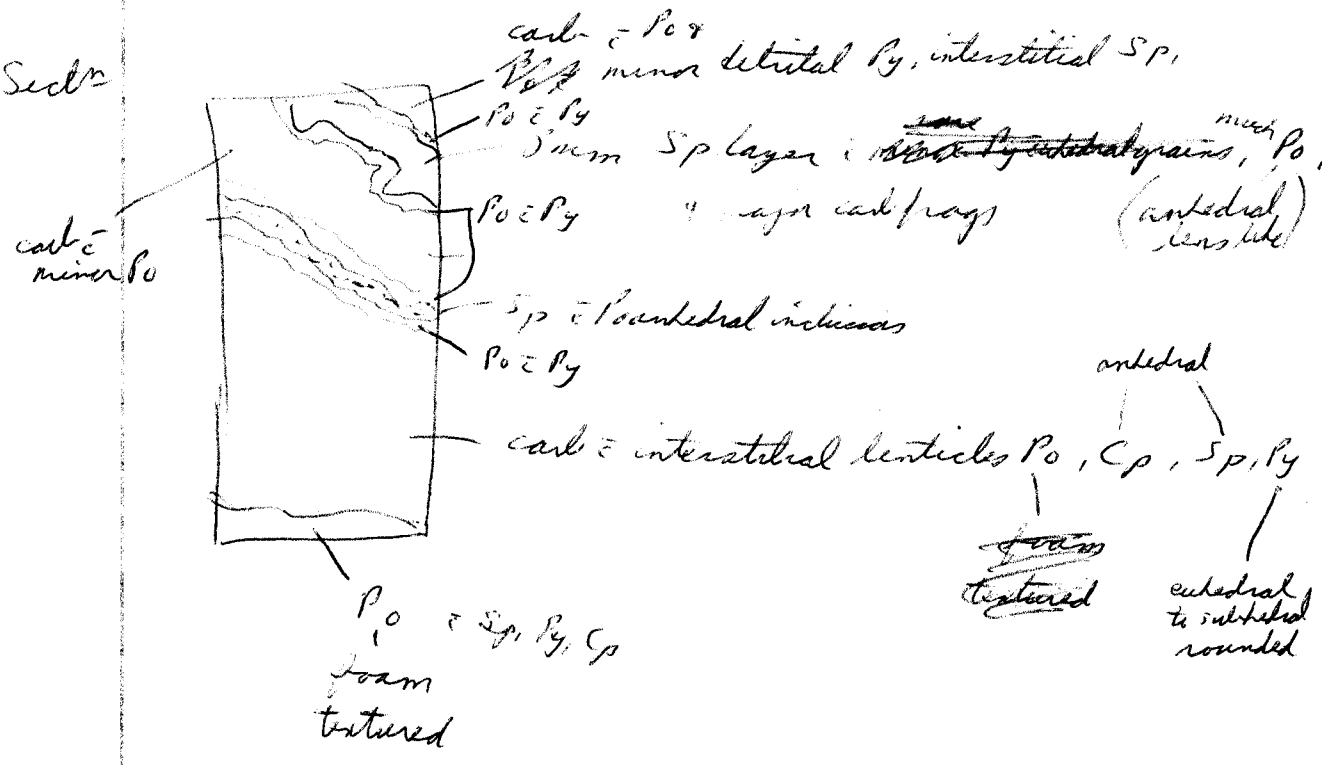 carb c̄ Po &
Sectn
minor detrital Py, interstitial Sp,
Po c̄ Py
much
5mm Sp layer c̄ Po,
Po c̄ Py & major carb frags (anhedral, lens like)
carb c̄
minor Po
Sp c̄ Po anhedral inclusions
Po c̄ Py
anhedral
carb c̄ interstitial lenticles Po, Cp, Sp, Py
foam
textured
euhedral
to subhedral
rounded
Po c̄ Sp, Py, Cp
foam
textured